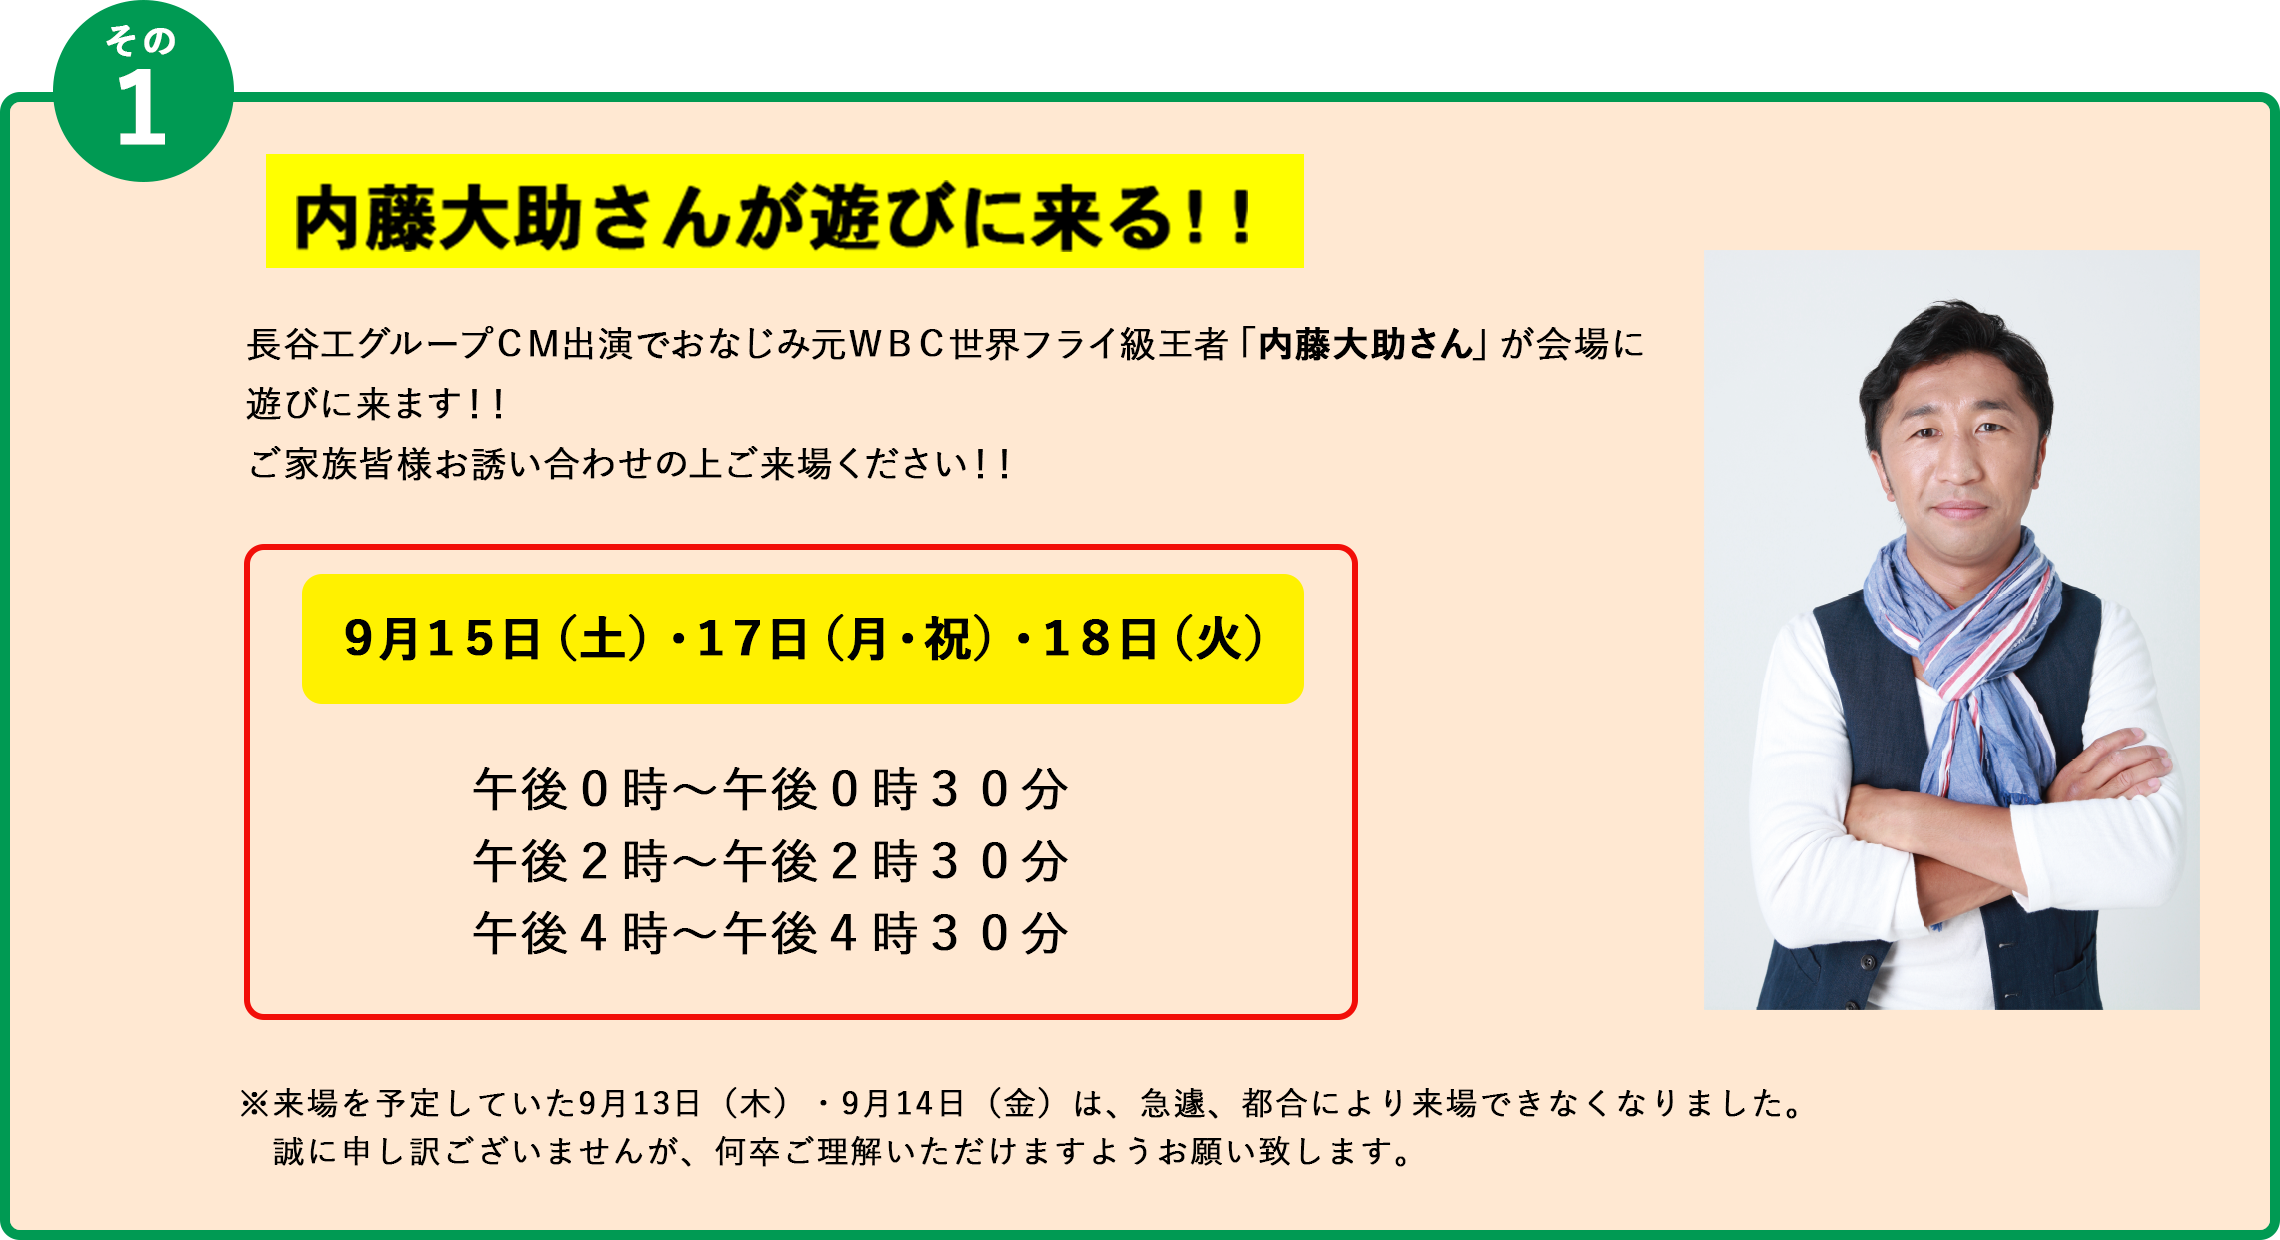 その
1
内藤大助さんが遊びに来る！！
長谷工グループＣＭ出演でおなじみ元ＷＢＣ世界フライ級王者「内藤大助さん」が会場に
遊びに来ます！！
ご家族皆様お誘い合わせの上ご来場ください！！
９月１５日（土）・１７日（月・祝）・１８日（火）
午後０時～午後０時３０分
午後２時～午後２時３０分
午後４時～午後４時３０分
※来場を予定していた9月13日（木）・9月14日（金）は、急遽、都合により来場できなくなりました。
誠に申し訳ございませんが、何卒ご理解いただけますようお願い致します。